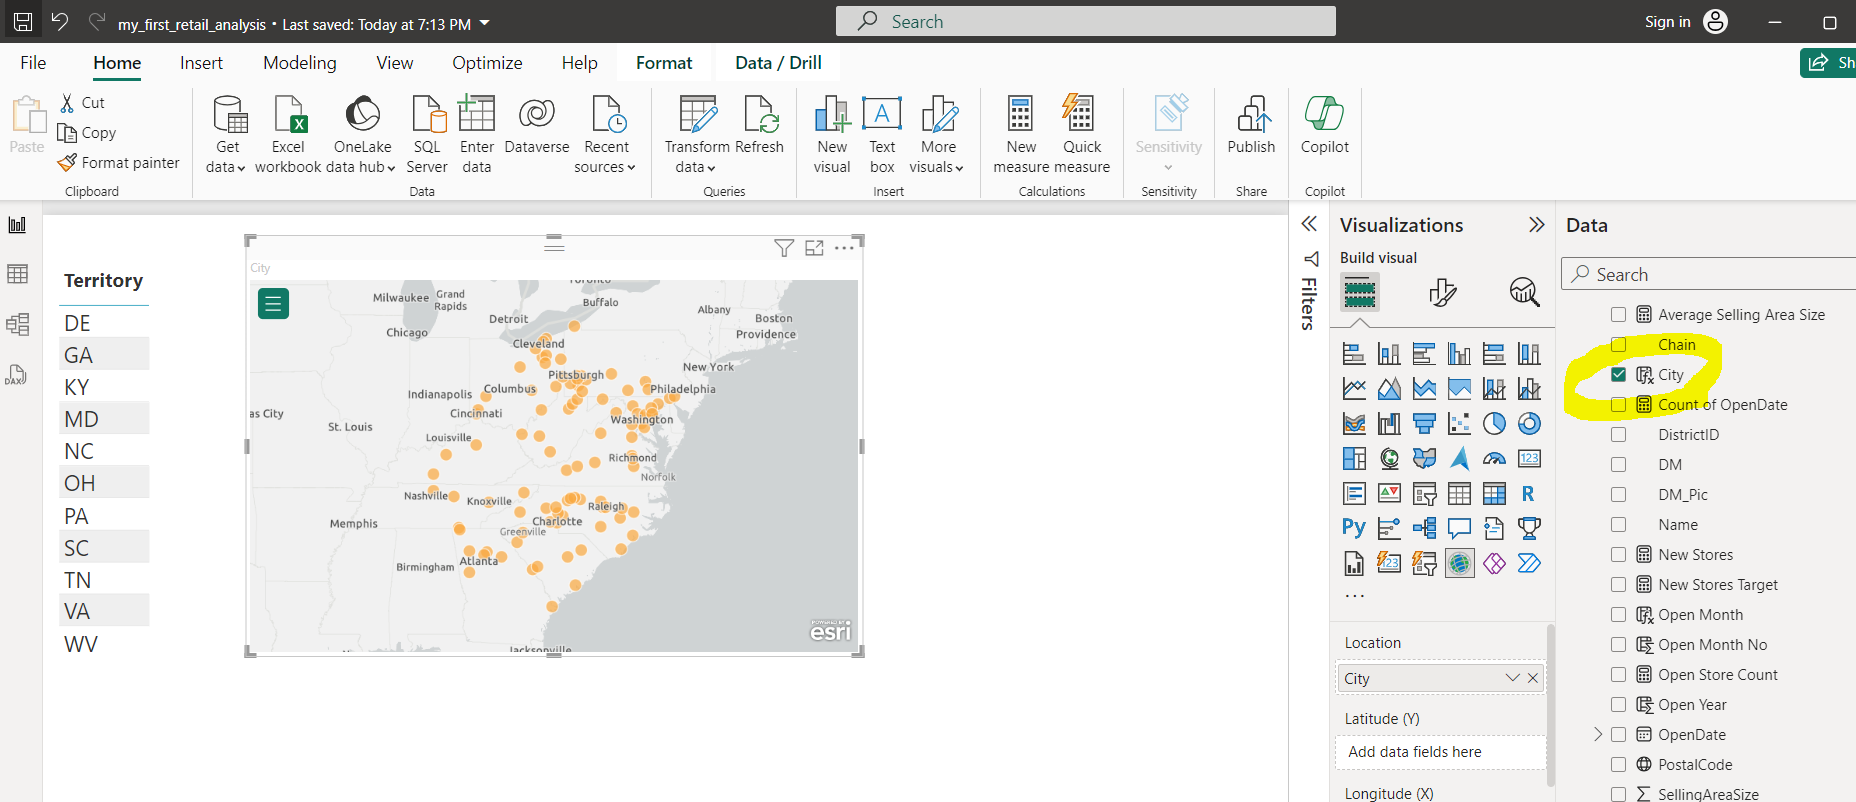 my_first_retail_analysis • Last saved: Today at 7:13 PM
Search
Sign in
File Home Insert Modeling View Optimize Help Format Data / Drill
Sh
Paste
Cut
Copy
Format painter
Clipboard
Get data
Excel workbook
OneLake data hub
SQL Server
Enter data
Dataverse
Recent sources
Data
Transform data
Refresh
Queries
New visual
Text box
More visuals
Insert
New measure
Quick measure
Calculations
Sensitivity
Sensitivity
Publish
Share
Copilot
Copilot
DAX
Territory
DE
GA
KY
MD
NC
OH
PA
SC
TN
VA
WV
City
Toronto
Milwaukee
Grand Rapids
Buffalo
Albany
Boston
Detroit
Chicago
Providence
Cleveland
New York
Pittsburgh
Indianapolis
Columbus
Philadelphia
as City
Cincinnati
Washington
St. Louis
Louisville
Richmond
Norfolk
Nashville
Knoxville
Raleigh
Memphis
Charlotte
Greenville
Atlanta
Birmingham
Jacksonville
POWERED BY
esri
Filters
Visualizations
Build visual
123
R
Py
123
...
Location
City
Latitude (Y)
Add data fields here
Longitude (X)
Data
Search
Average Selling Area Size
Chain
City
Count of OpenDate
DistrictID
DM
DM_Pic
Name
New Stores
New Stores Target
Open Month
Open Month No
Open Store Count
Open Year
OpenDate
PostalCode
SellingAreaSize